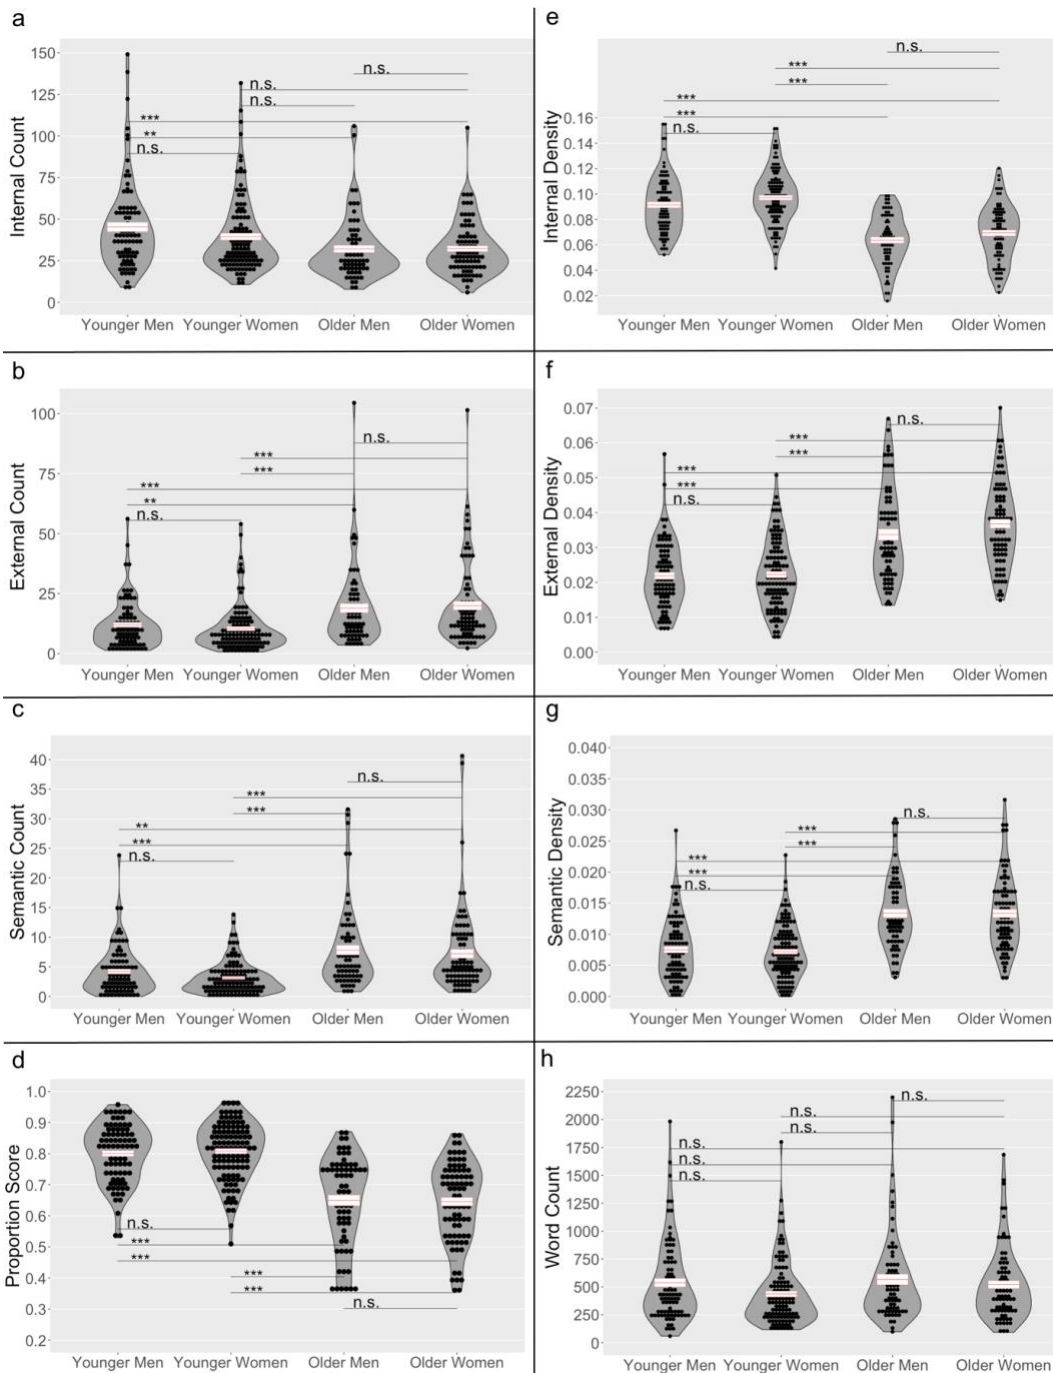 a
Internal Count
150
125
100
75
50
25
0
n.s.
n.s.
n.s.
***
**
n.s.
Younger Men Younger Women Older Men Older Women
e
Internal Density
0.16
0.14
0.12
0.10
0.08
0.06
0.04
0.02
n.s.
***
***
***
***
n.s.
Younger Men Younger Women Older Men Older Women
b
External Count
100
75
50
25
0
n.s.
***
***
***
**
n.s.
Younger Men Younger Women Older Men Older Women
f
External Density
0.07
0.06
0.05
0.04
0.03
0.02
0.01
0.00
n.s.
***
***
***
***
n.s.
Younger Men Younger Women Older Men Older Women
c
Semantic Count
40
35
30
25
20
15
10
5
0
n.s.
***
***
**
***
n.s.
Younger Men Younger Women Older Men Older Women
g
Semantic Density
0.040
0.035
0.030
0.025
0.020
0.015
0.010
0.005
0.000
n.s.
***
***
***
***
n.s.
Younger Men Younger Women Older Men Older Women
d
Proportion Score
1.0
0.9
0.8
0.7
0.6
0.5
0.4
0.3
0.2
n.s.
***
***
***
***
n.s.
Younger Men Younger Women Older Men Older Women
h
Word Count
2250
2000
1750
1500
1250
1000
750
500
250
0
n.s.
n.s.
n.s.
n.s.
n.s.
n.s.
Younger Men Younger Women Older Men Older Women